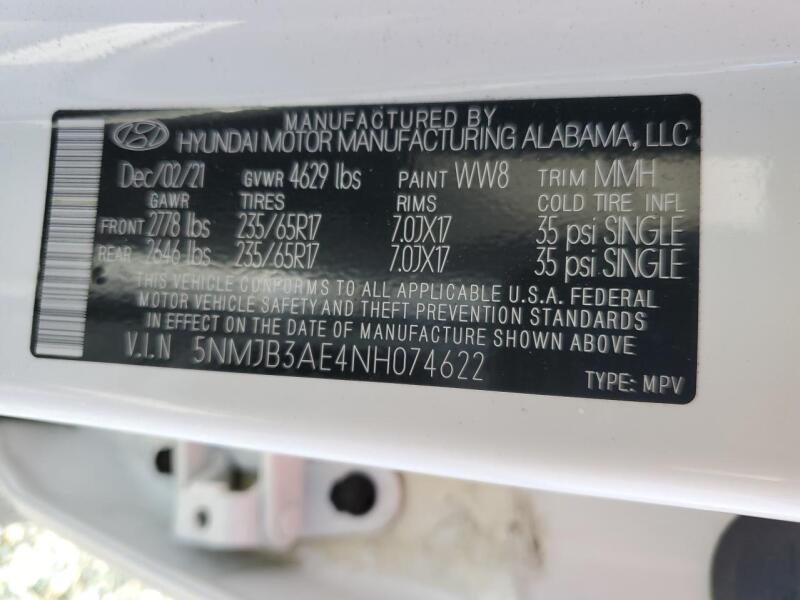 MANUFACTURED BY
HYUNDAI MOTOR MANUFACTURING ALABAMA, LLC
Dec/02/21 GVWR 4629 lbs PAINT WW8 TRIM MMH
GAWR TIRES RIMS COLD TIRE INFL
FRONT 2778 lbs 235/65R17 7.0JX17 35 psi SINGLE
REAR 2646 lbs 235/65R17 7.0JX17 35 psi SINGLE
THIS VEHICLE CONFORMS TO ALL APPLICABLE U.S.A. FEDERAL
MOTOR VEHICLE SAFETY AND THEFT PREVENTION STANDARDS
IN EFFECT ON THE DATE OF MANUFACTURE SHOWN ABOVE.
V.I.N 5NMJB3AE4NH074622
TYPE: MPV